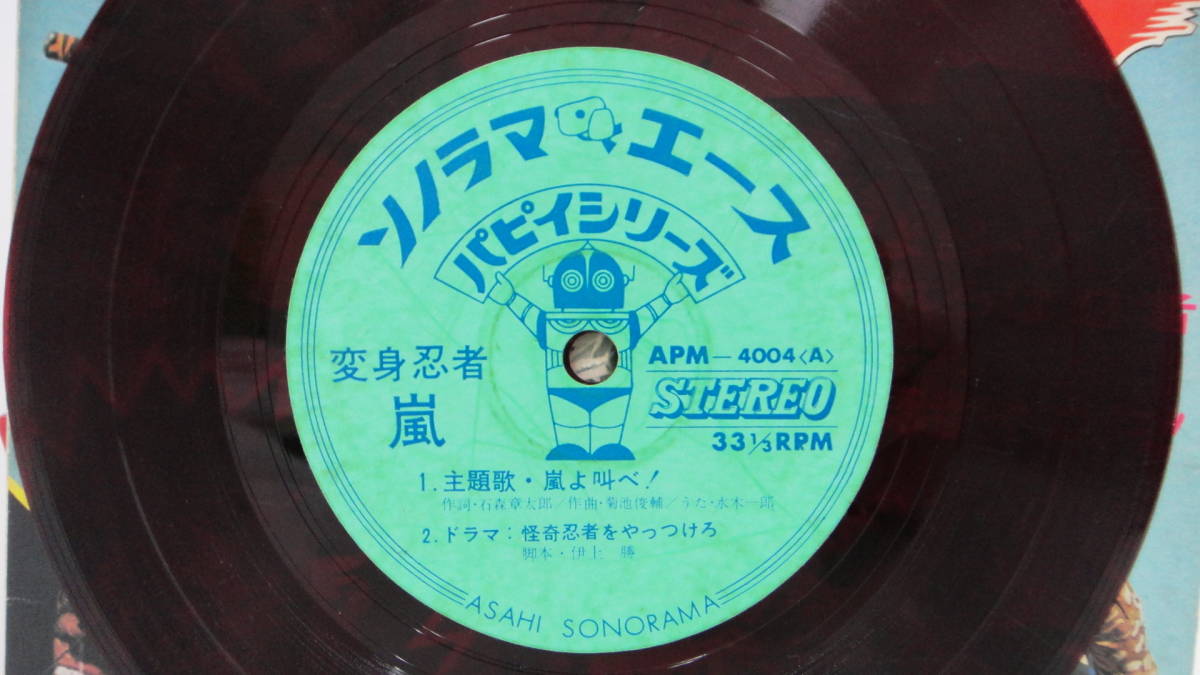 ソノラマエース
パピイシリーズ
変身忍者
嵐
APM－4004〈A〉
STEREO
33⅓RPM
1. 主題歌・嵐よ叫べ！
作詞・石森章太郎／作曲・菊池俊輔／うた・水木一郎
2. ドラマ：怪奇忍者をやっつけろ
脚本・伊上 勝
ASAHI SONORAMA